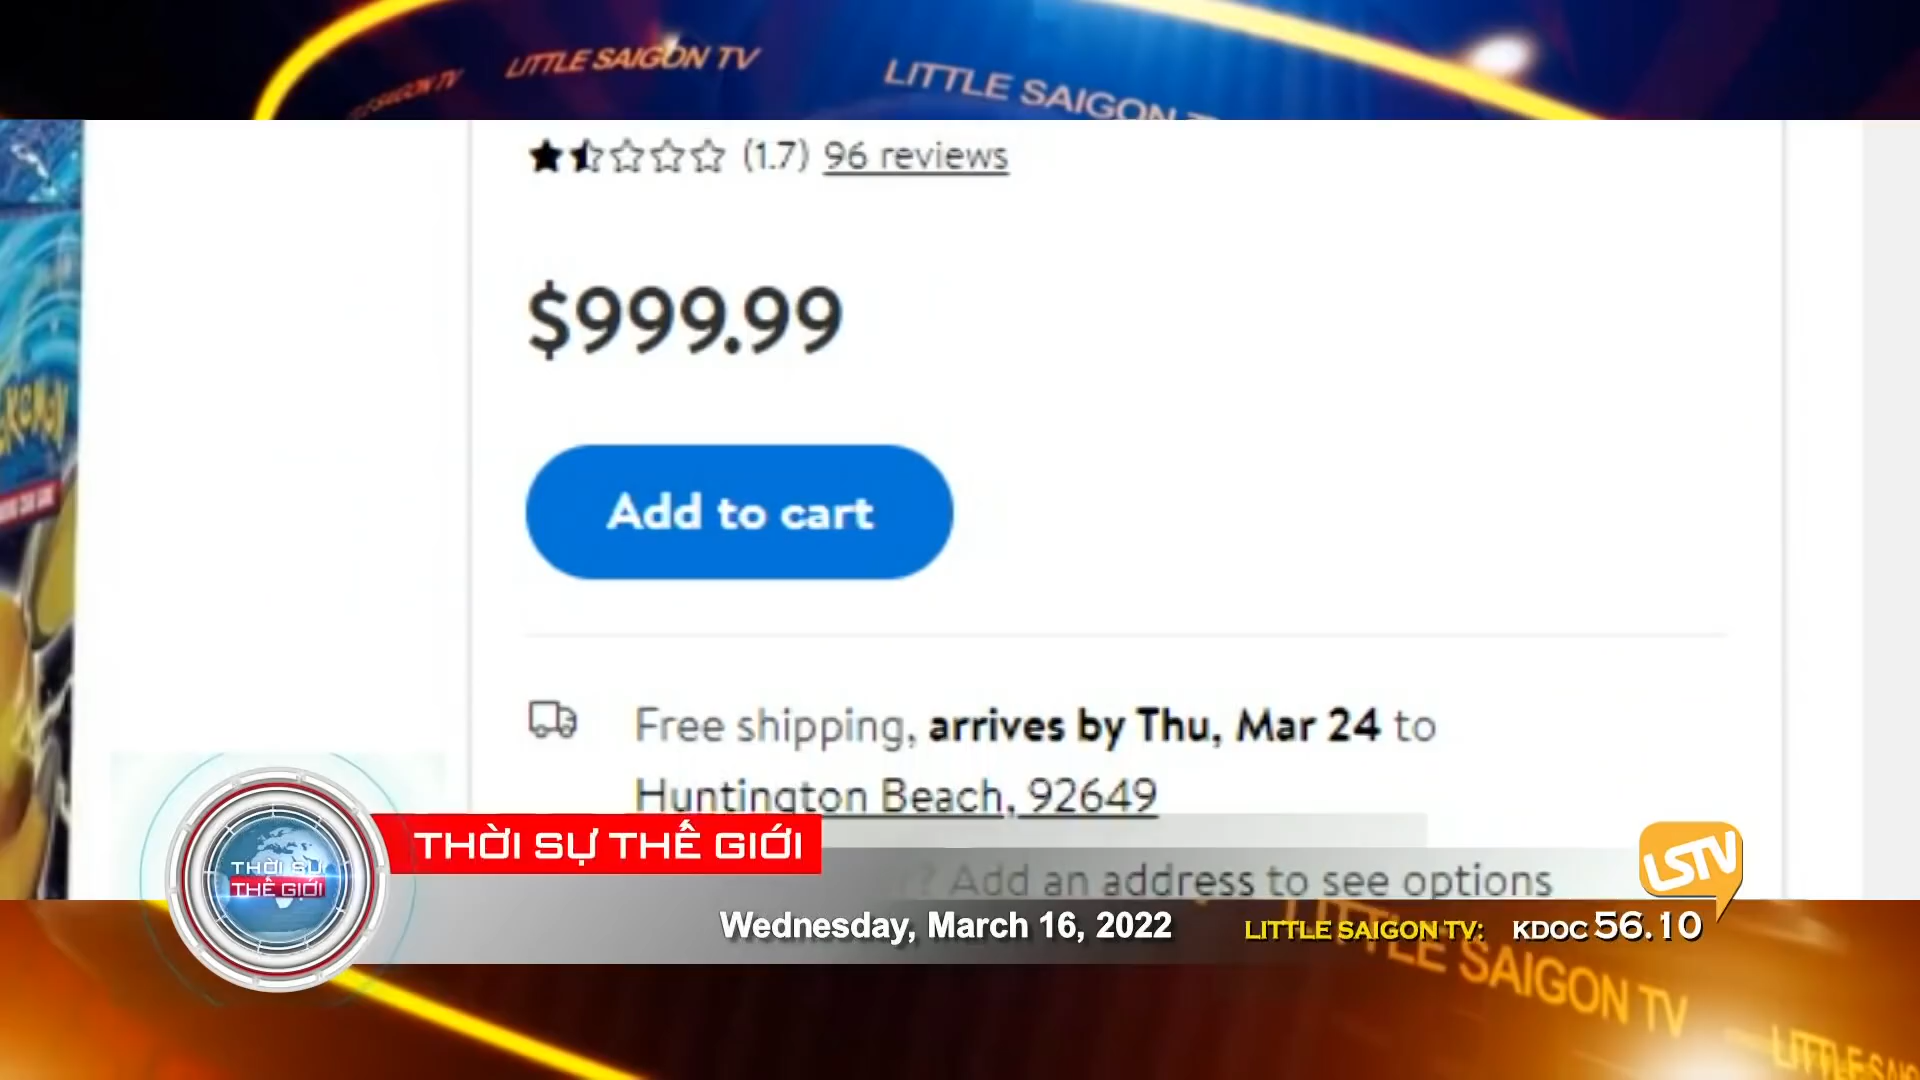 LITTLE SAIGON TV
LITTLE SAIGON
(1.7) 96 reviews
$999.99
Add to cart
Free shipping, arrives by Thu, Mar 24 to
Huntington Beach, 92649
THỜI SỰ THẾ GIỚI
THỜI SỰ
THẾ GIỚI
? Add an address to see options
LSTV
Wednesday, March 16, 2022
LITTLE SAIGON TV: KDOC 56.10
LITTLE SAIGON TV